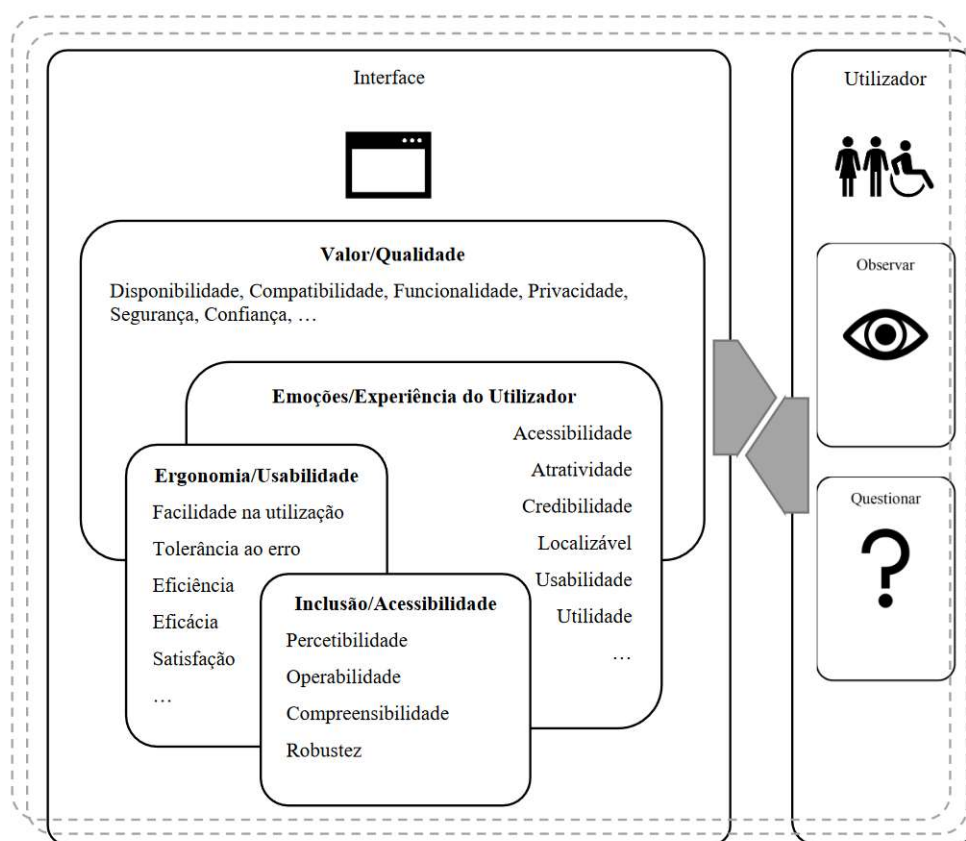 Interface
Valor/Qualidade
Disponibilidade, Compatibilidade, Funcionalidade, Privacidade,
Segurança, Confiança, …
Emoções/Experiência do Utilizador
Acessibilidade
Atratividade
Credibilidade
Localizável
Usabilidade
Utilidade
…
Ergonomia/Usabilidade
Facilidade na utilização
Tolerância ao erro
Eficiência
Eficácia
Satisfação
…
Inclusão/Acessibilidade
Percetibilidade
Operabilidade
Compreensibilidade
Robustez
Utilizador
Observar
Questionar
?